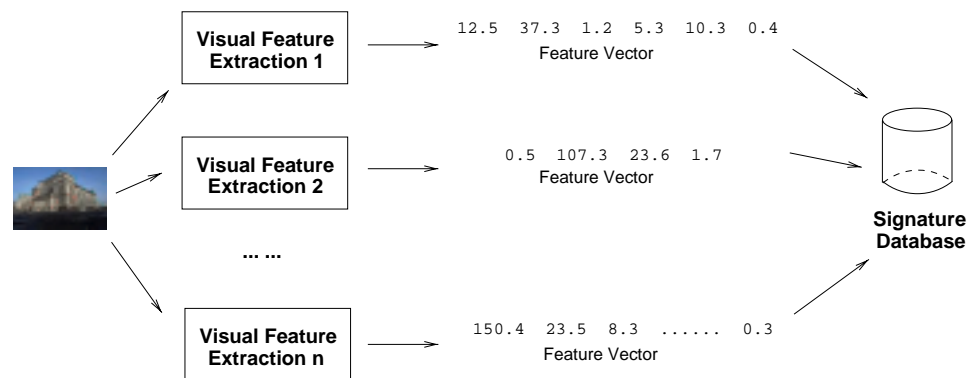 Visual Feature
Extraction 1
12.5 37.3 1.2 5.3 10.3 0.4
Feature Vector
Visual Feature
Extraction 2
0.5 107.3 23.6 1.7
Feature Vector
Signature
Database
... ...
Visual Feature
Extraction n
150.4 23.5 8.3 ...... 0.3
Feature Vector